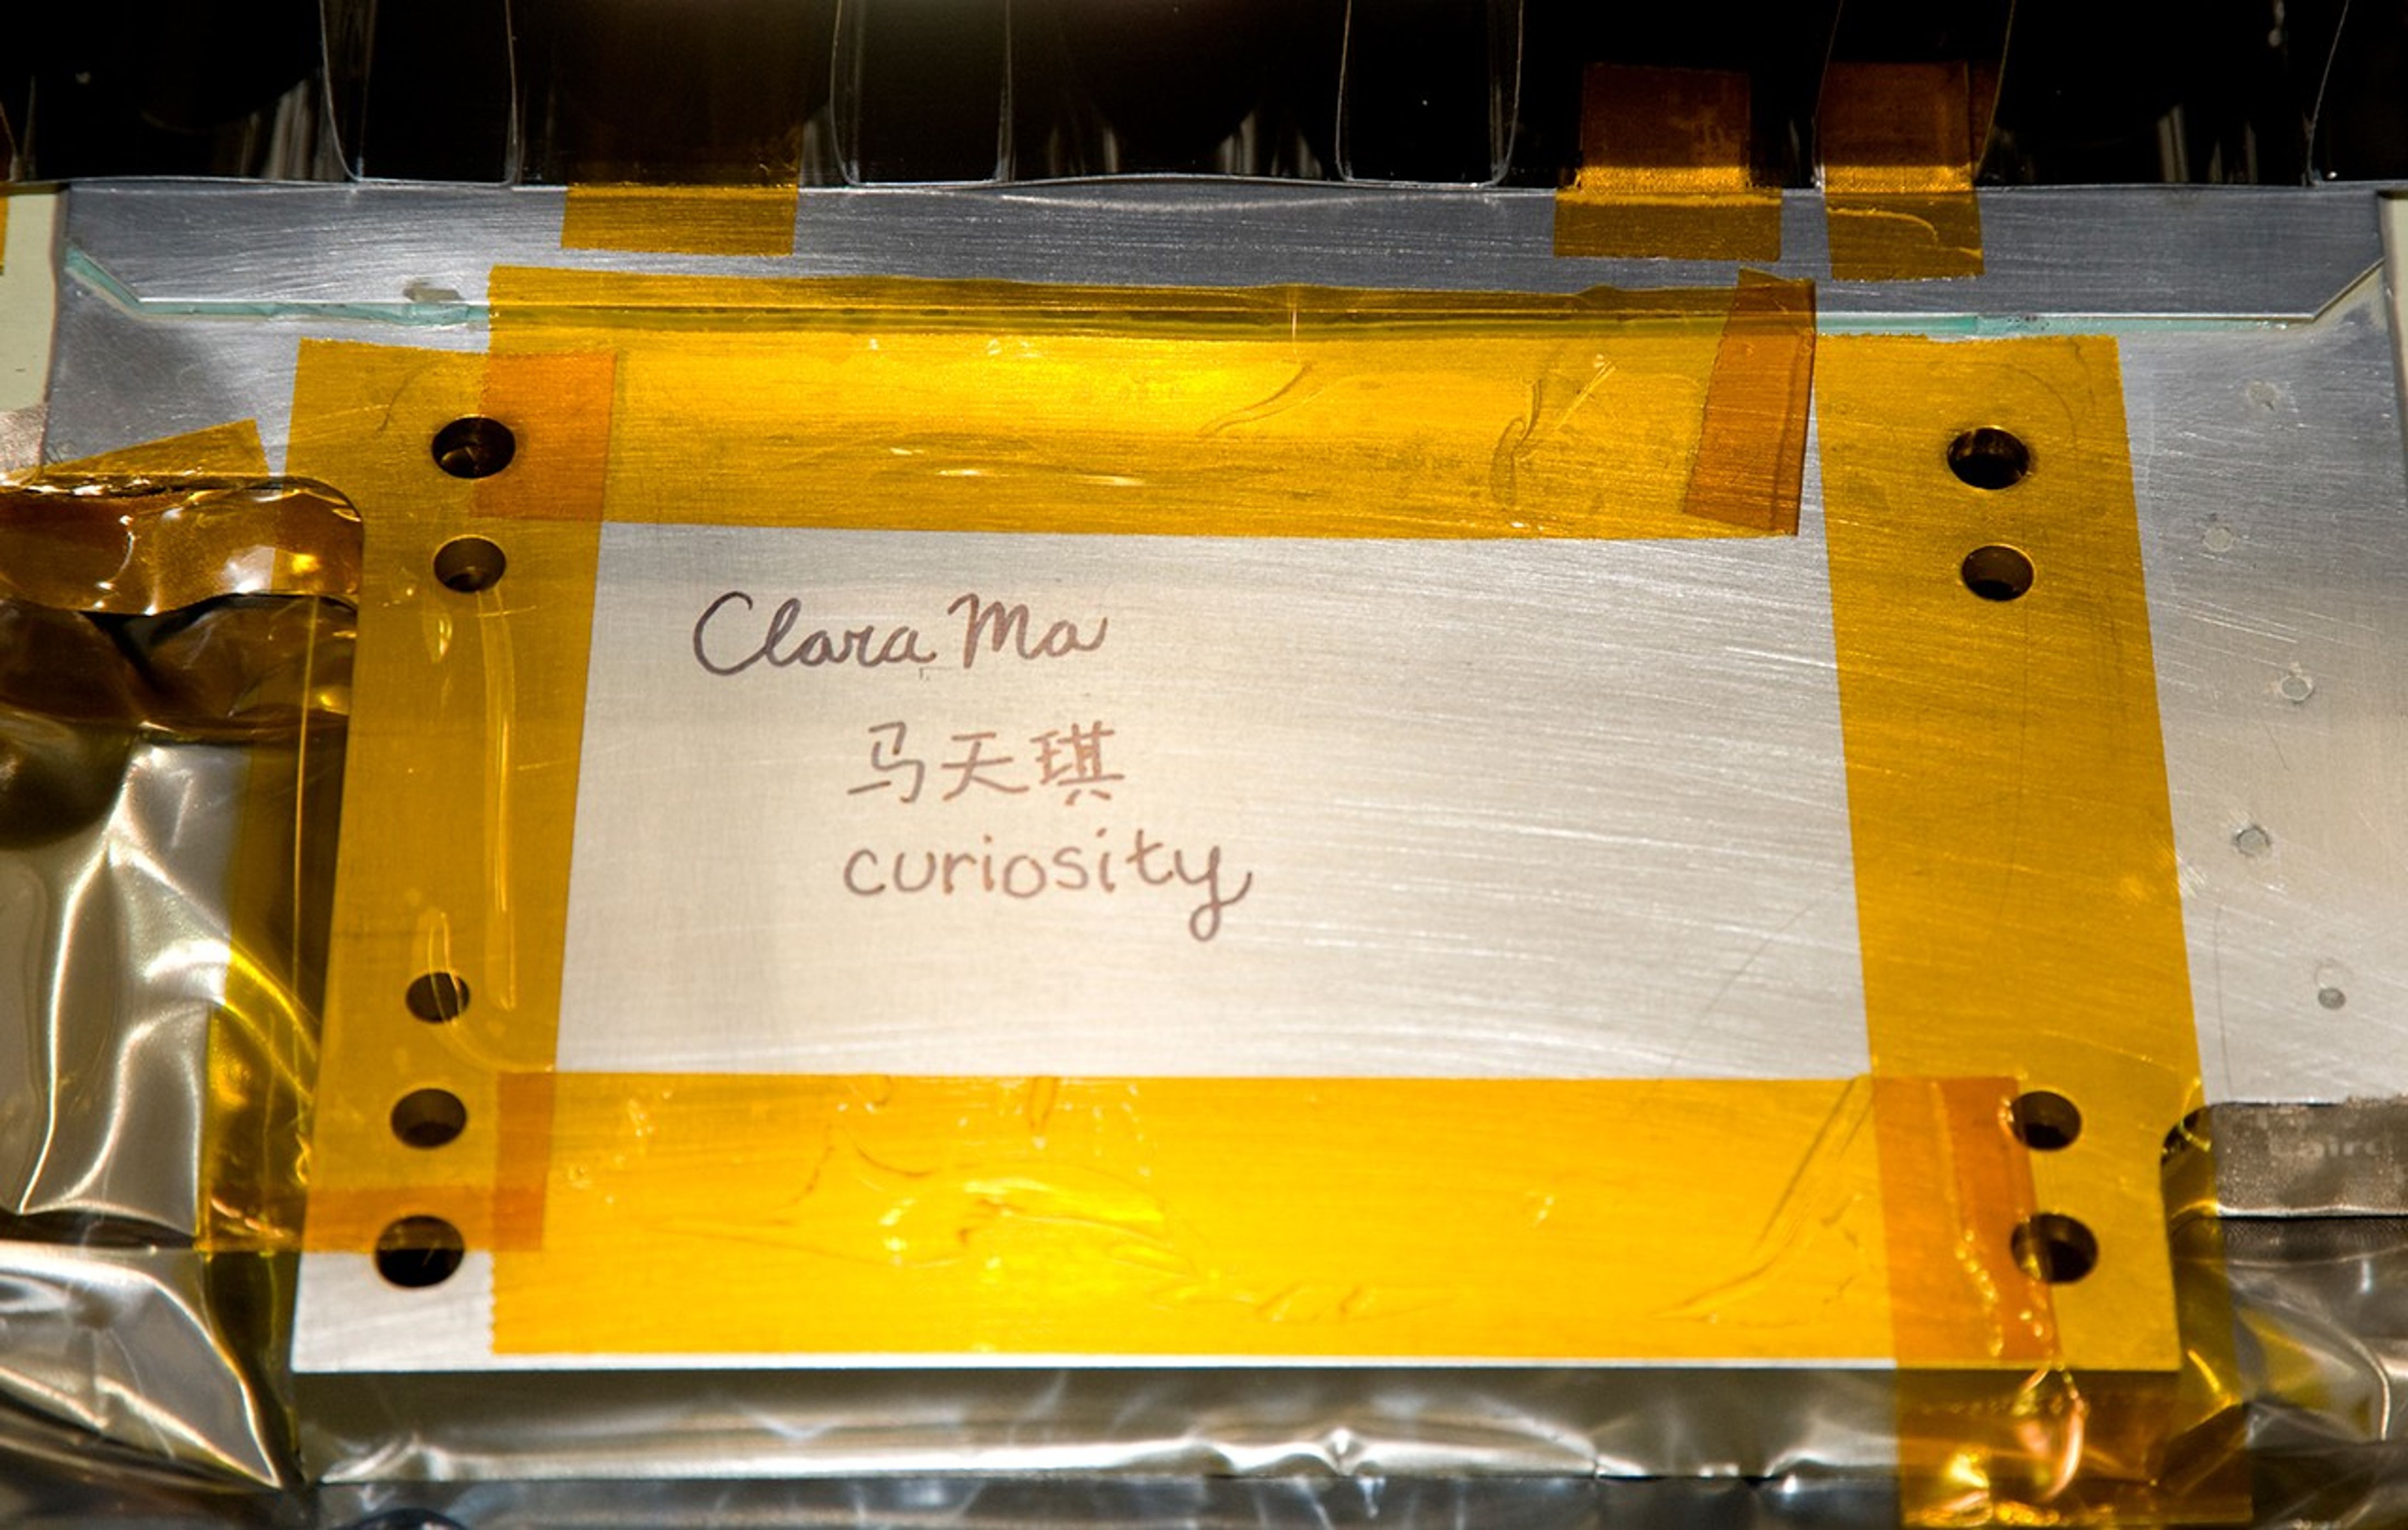 Clara Ma
马天琪
curiosity